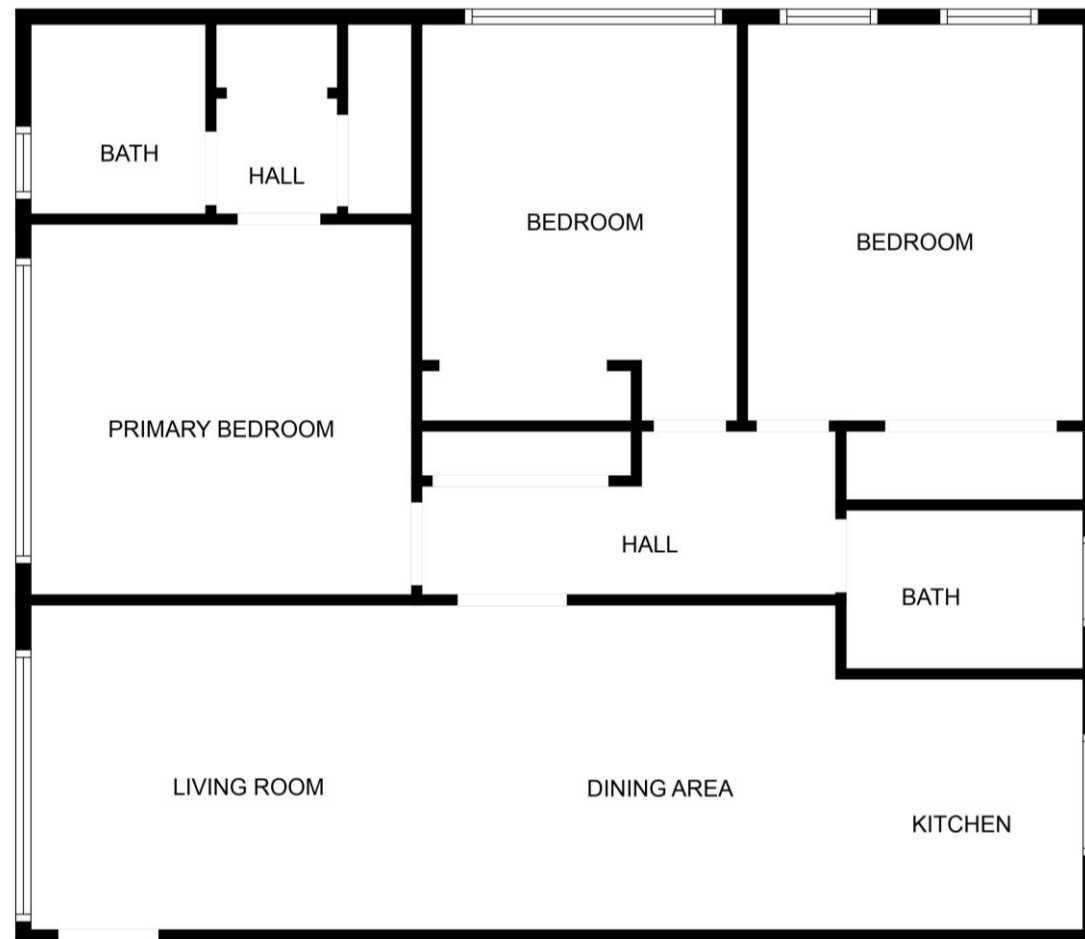 BATH
HALL
BEDROOM
BEDROOM
PRIMARY BEDROOM
HALL
BATH
LIVING ROOM
DINING AREA
KITCHEN